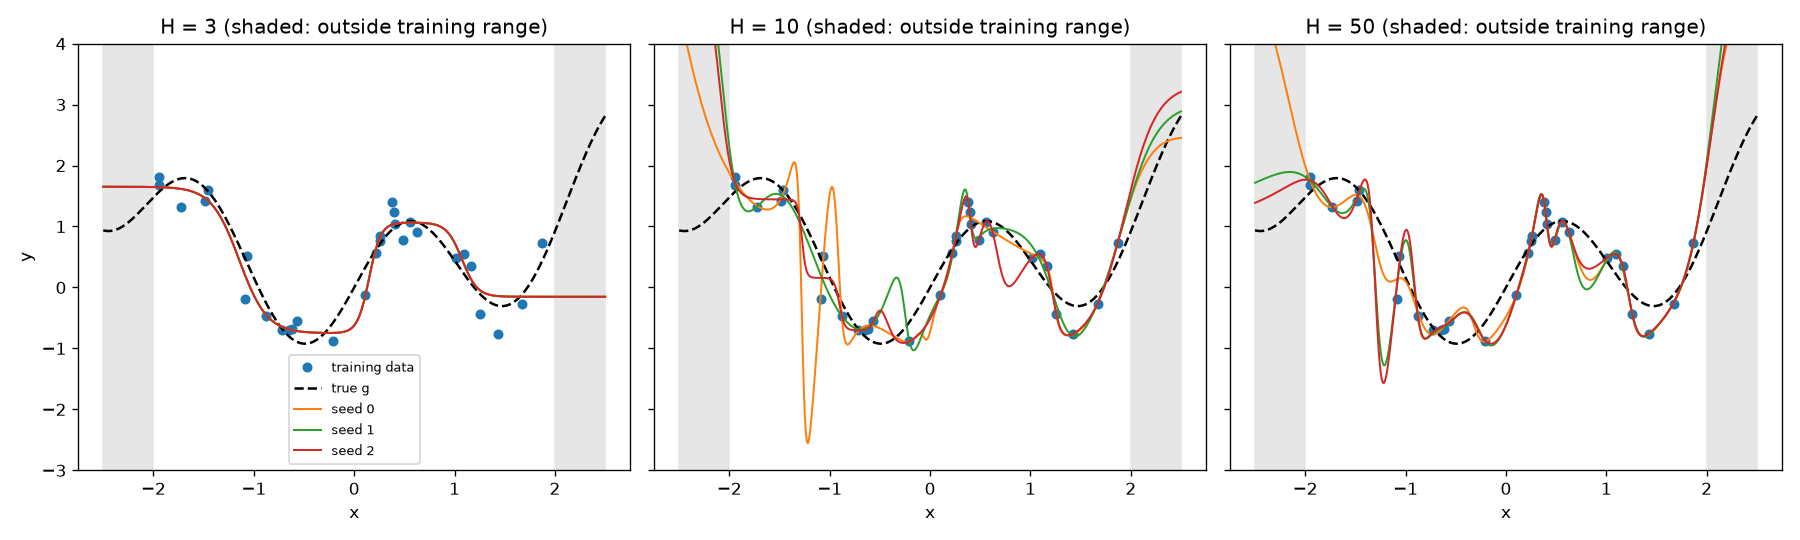 H = 3 (shaded: outside training range)
H = 10 (shaded: outside training range)
H = 50 (shaded: outside training range)
y
4
3
2
1
0
−1
−2
−3
training data
true g
seed 0
seed 1
seed 2
−2 −1 0 1 2
−2 −1 0 1 2
−2 −1 0 1 2
x
x
x